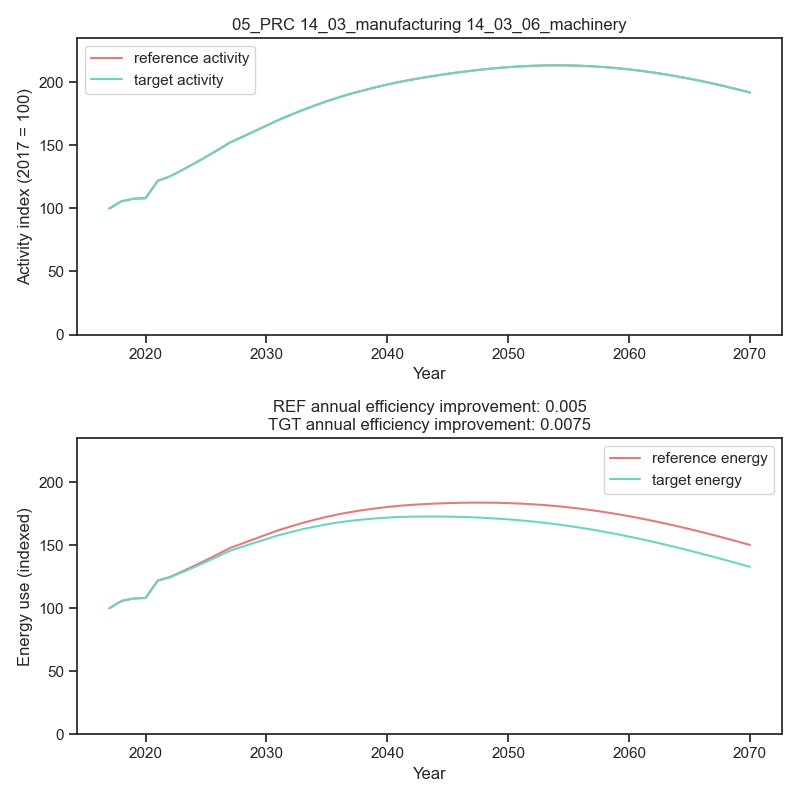 05_PRC 14_03_manufacturing 14_03_06_machinery
reference activity
target activity
Activity index (2017 = 100)
200
150
100
50
0
2020 2030 2040 2050 2060 2070
Year
REF annual efficiency improvement: 0.005
TGT annual efficiency improvement: 0.0075
reference energy
target energy
Energy use (indexed)
200
150
100
50
0
2020 2030 2040 2050 2060 2070
Year